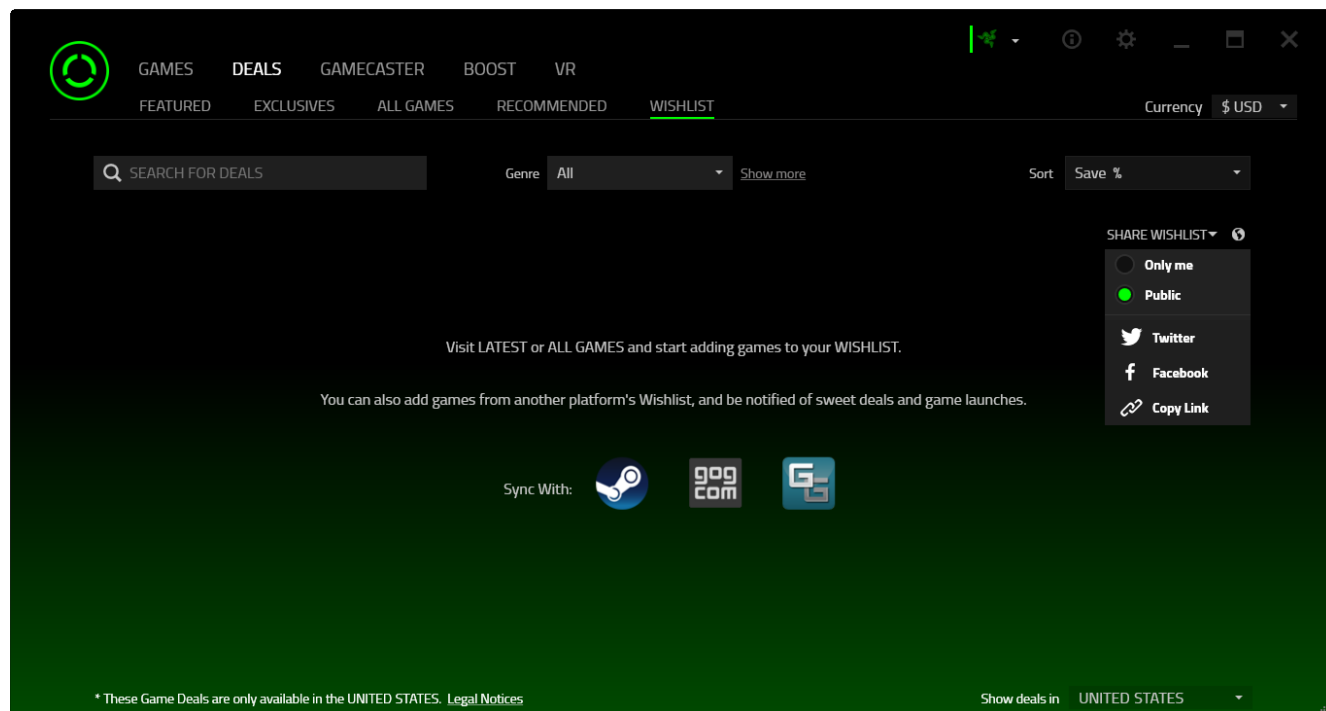 GAMES DEALS GAMECASTER BOOST VR
FEATURED EXCLUSIVES ALL GAMES RECOMMENDED WISHLIST Currency $ USD
SEARCH FOR DEALS Genre All Show more Sort Save %
SHARE WISHLIST
Only me
Public
Visit LATEST or ALL GAMES and start adding games to your WISHLIST.
Twitter
Facebook
You can also add games from another platform's Wishlist, and be notified of sweet deals and game launches.
Copy Link
Sync With: gog
com
GG
* These Game Deals are only available in the UNITED STATES. Legal Notices Show deals in UNITED STATES